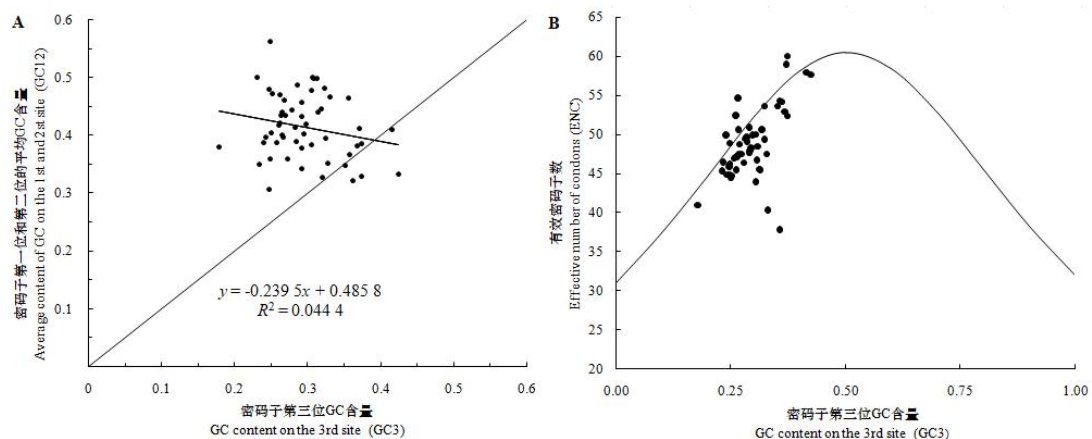 A
0.6
0.5
0.4
0.3
0.2
0.1
0
0.1
0.2
0.3
0.4
0.5
0.6
密码子第一位和第二位的平均GC含量
Average content of GC on the 1st and 2st site (GC12)
y = -0.239 5x + 0.485 8
R² = 0.044 4
密码子第三位GC含量
GC content on the 3rd site (GC3)
B
65
60
55
50
45
40
35
30
25
20
0.00
0.25
0.50
0.75
1.00
有效密码子数
Effective number of condons (ENC)
密码子第三位GC含量
GC content on the 3rd site (GC3)